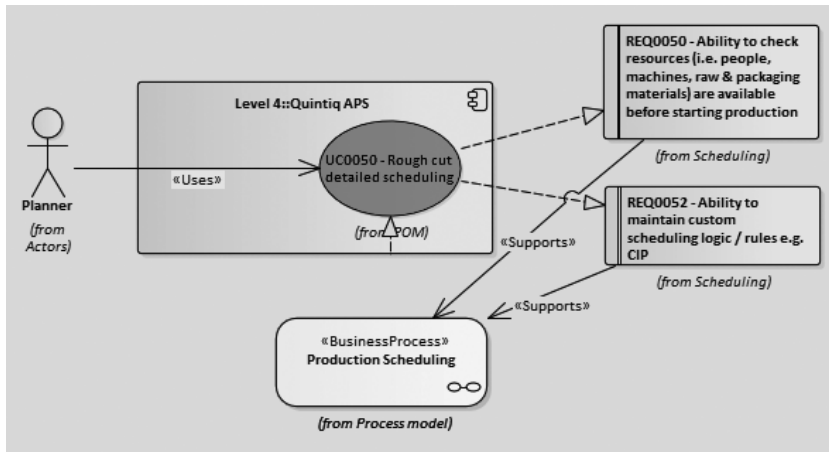 REQ0050 - Ability to check
resources (i.e. people,
machines, raw & packaging
materials) are available
before starting production
(from Scheduling)
Level 4::Quintiq APS
UC0050 - Rough cut
detailed scheduling
(from POM)
«Uses»
Planner
(from
Actors)
REQ0052 - Ability to
maintain custom
scheduling logic / rules e.g.
CIP
(from Scheduling)
«Supports»
«Supports»
«BusinessProcess»
Production Scheduling
(from Process model)